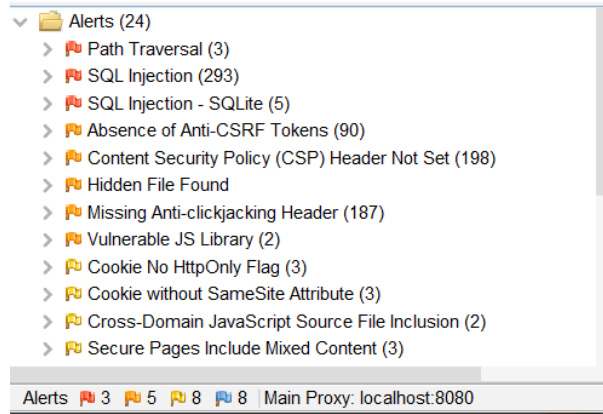 Alerts (24)
Path Traversal (3)
SQL Injection (293)
SQL Injection - SQLite (5)
Absence of Anti-CSRF Tokens (90)
Content Security Policy (CSP) Header Not Set (198)
Hidden File Found
Missing Anti-clickjacking Header (187)
Vulnerable JS Library (2)
Cookie No HttpOnly Flag (3)
Cookie without SameSite Attribute (3)
Cross-Domain JavaScript Source File Inclusion (2)
Secure Pages Include Mixed Content (3)
Alerts 3 5 8 8 Main Proxy: localhost:8080